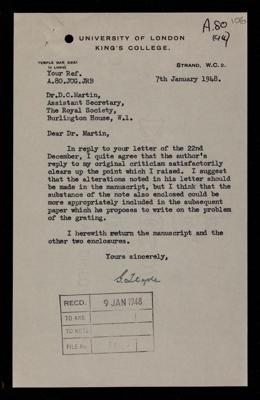 A.80
106
UNIVERSITY OF LONDON
KING'S COLLEGE.
TEMPLE BAR 5651
STRAND, W.C. 2.
Your Ref.
A.80.JCG.JRB
7th January 1948.
Dr.D.C.Martin,
Assistant Secretary,
The Royal Society,
Burlington House, W.1.
Dear Dr. Martin,
In reply to your letter of the 22nd
December, I quite agree that the author's
reply to my original criticism satisfactorily
clears up the point which I raised. I suggest
that the alterations noted in his letter should
be made in the manuscript, but I think that the
substance of the note also enclosed could be
more appropriately included in the subsequent
paper which he proposes to write on the problem
of the grating.
I herewith return the manuscript and the
other two enclosures.
Yours sincerely,
RECD. 9 JAN 1948
TO ANS
TO NOTE
FILE No.